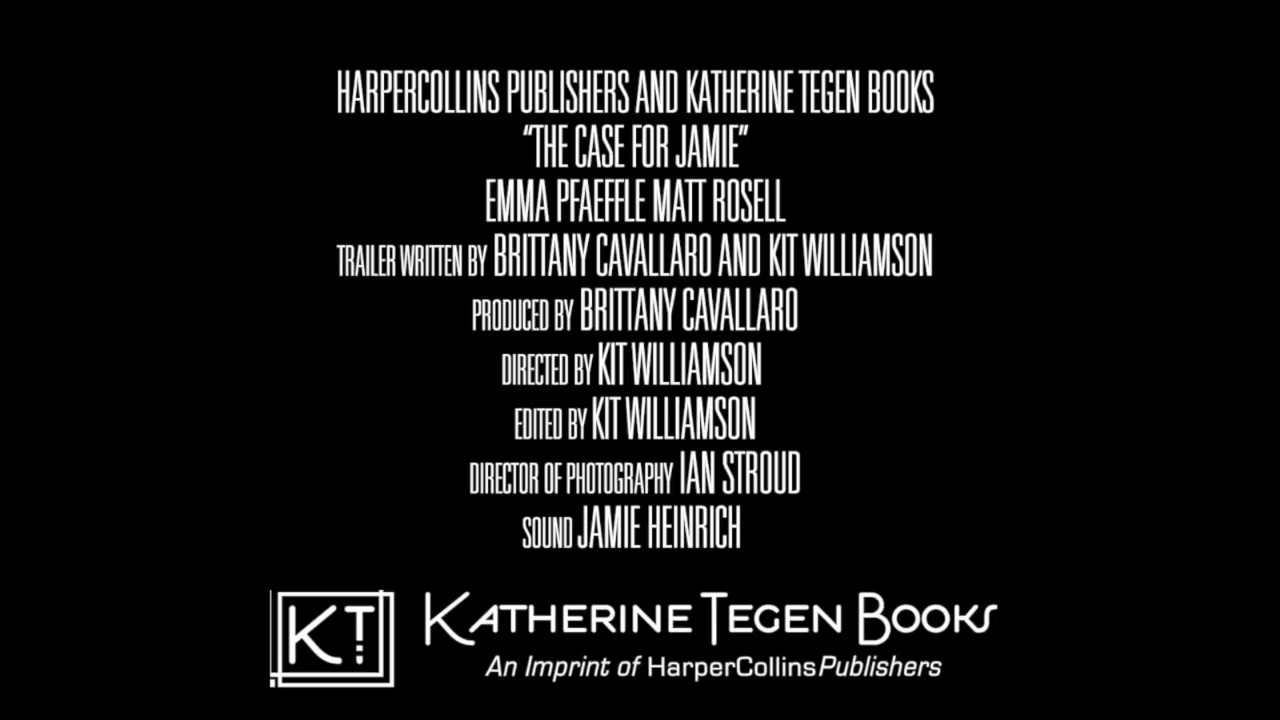 HARPERCOLLINS PUBLISHERS AND KATHERINE TEGEN BOOKS
“THE CASE FOR JAMIE”
EMMA PFAEFFLE MATT ROSELL
TRAILER WRITTEN BY BRITTANY CAVALLARO AND KIT WILLIAMSON
PRODUCED BY BRITTANY CAVALLARO
DIRECTED BY KIT WILLIAMSON
EDITED BY KIT WILLIAMSON
DIRECTOR OF PHOTOGRAPHY IAN STROUD
SOUND JAMIE HEINRICH
KT KATHERINE TEGEN BOOKS
An Imprint of HarperCollinsPublishers